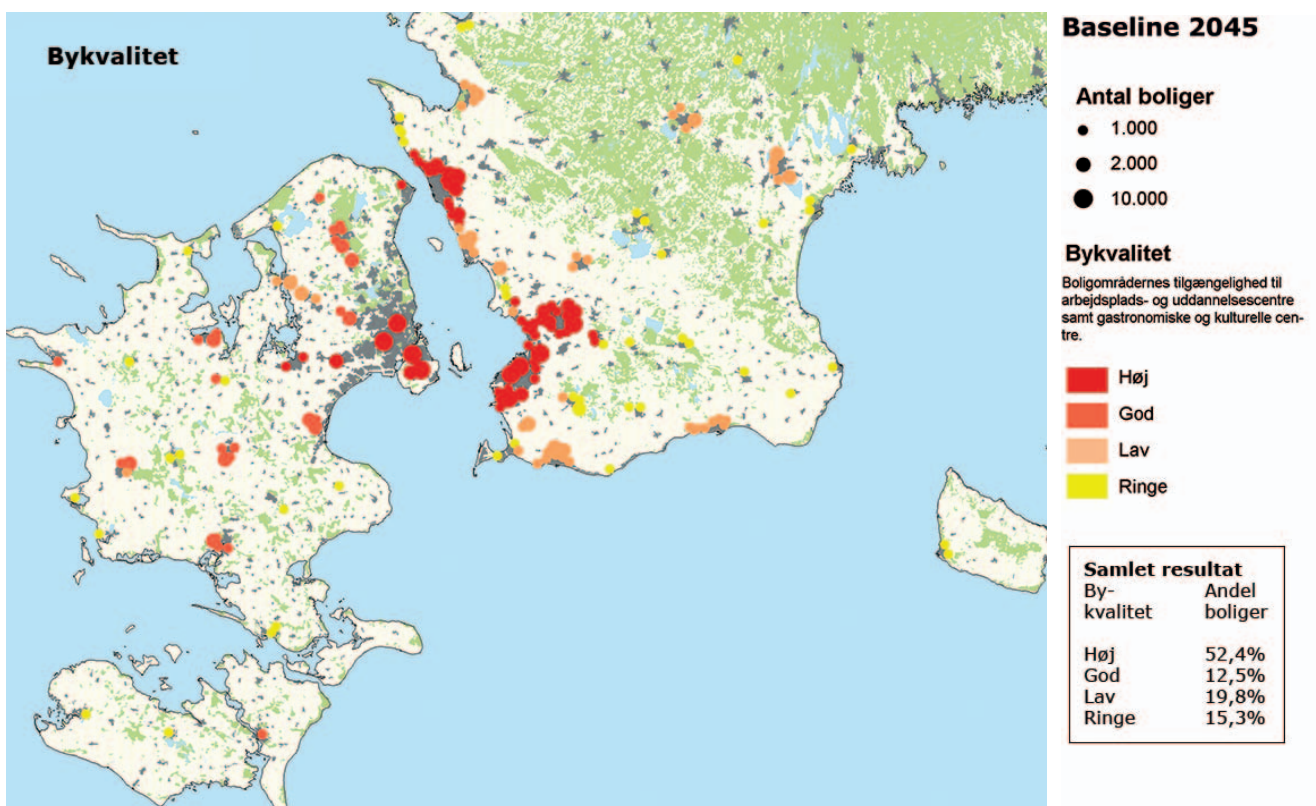 Bykvalitet
Baseline 2045
Antal boliger
1.000
2.000
10.000
Bykvalitet
Boligområdernes tilgængelighed til
arbejdsplads- og uddannelsescentre
samt gastronomiske og kulturelle cen-
tre.
Høj
God
Lav
Ringe
Samlet resultat
By- Andel
kvalitet boliger
Høj 52,4%
God 12,5%
Lav 19,8%
Ringe 15,3%